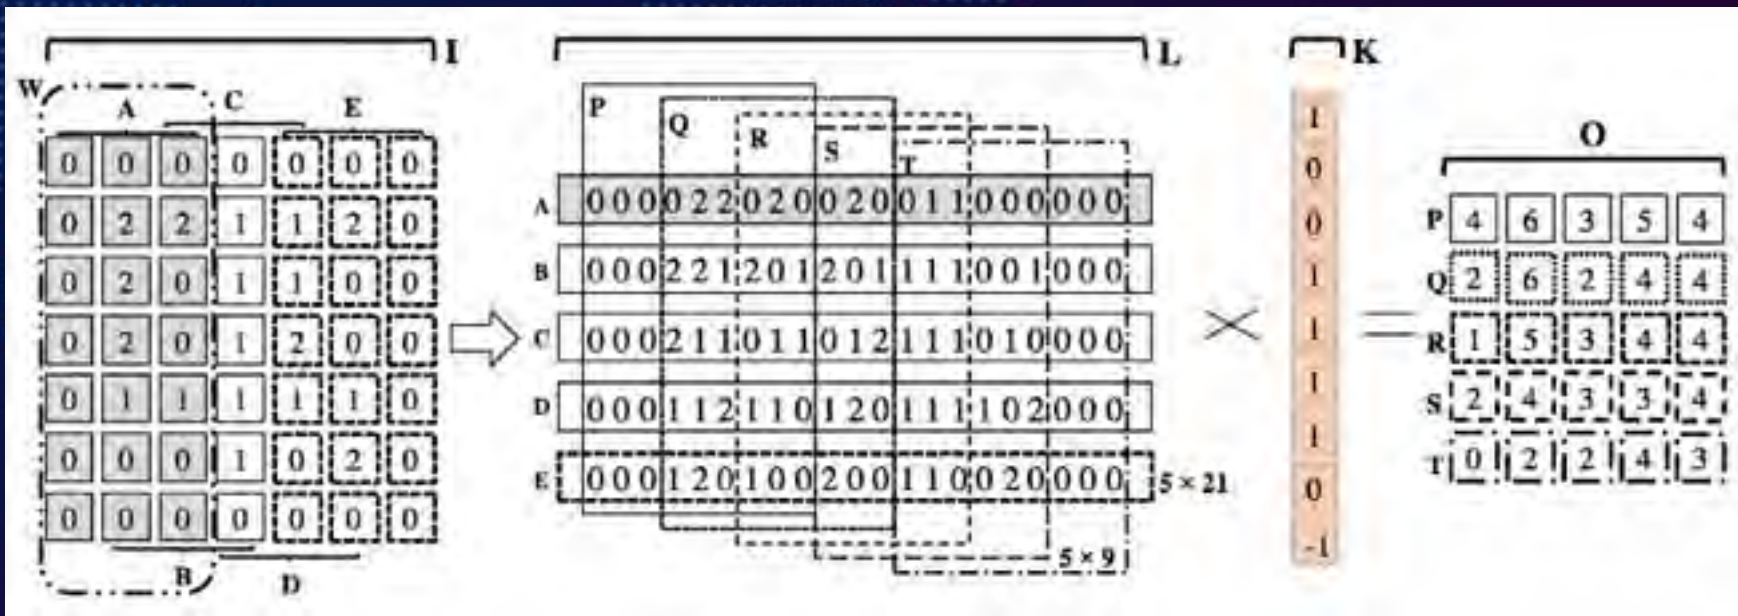 I L K
W A C E P Q R S T O
0 0 0 0 0 0 0
0 2 2 1 1 2 0
0 2 0 1 1 0 0
0 2 0 1 2 0 0
0 1 1 1 1 1 0
0 0 0 1 0 2 0
0 0 0 0 0 0 0
B D
A 0 0 0 0 2 2 0 2 0 0 2 0 0 1 1 0 0 0 0 0 0
B 0 0 0 2 2 1 2 0 1 2 0 1 1 1 1 0 0 1 0 0 0
C 0 0 0 2 1 1 0 1 1 0 1 2 1 1 1 0 1 0 0 0 0
D 0 0 0 1 1 2 1 1 0 1 2 0 1 1 1 1 0 2 0 0 0
E 0 0 0 1 2 0 1 0 0 2 0 0 1 1 0 0 2 0 0 0 0 5 × 21
5 × 9
×
1
0
0
1
1
1
1
0
-1
=
P 4 6 3 5 4
Q 2 6 2 4 4
R 1 5 3 4 4
S 2 4 3 3 4
T 0 2 2 4 3